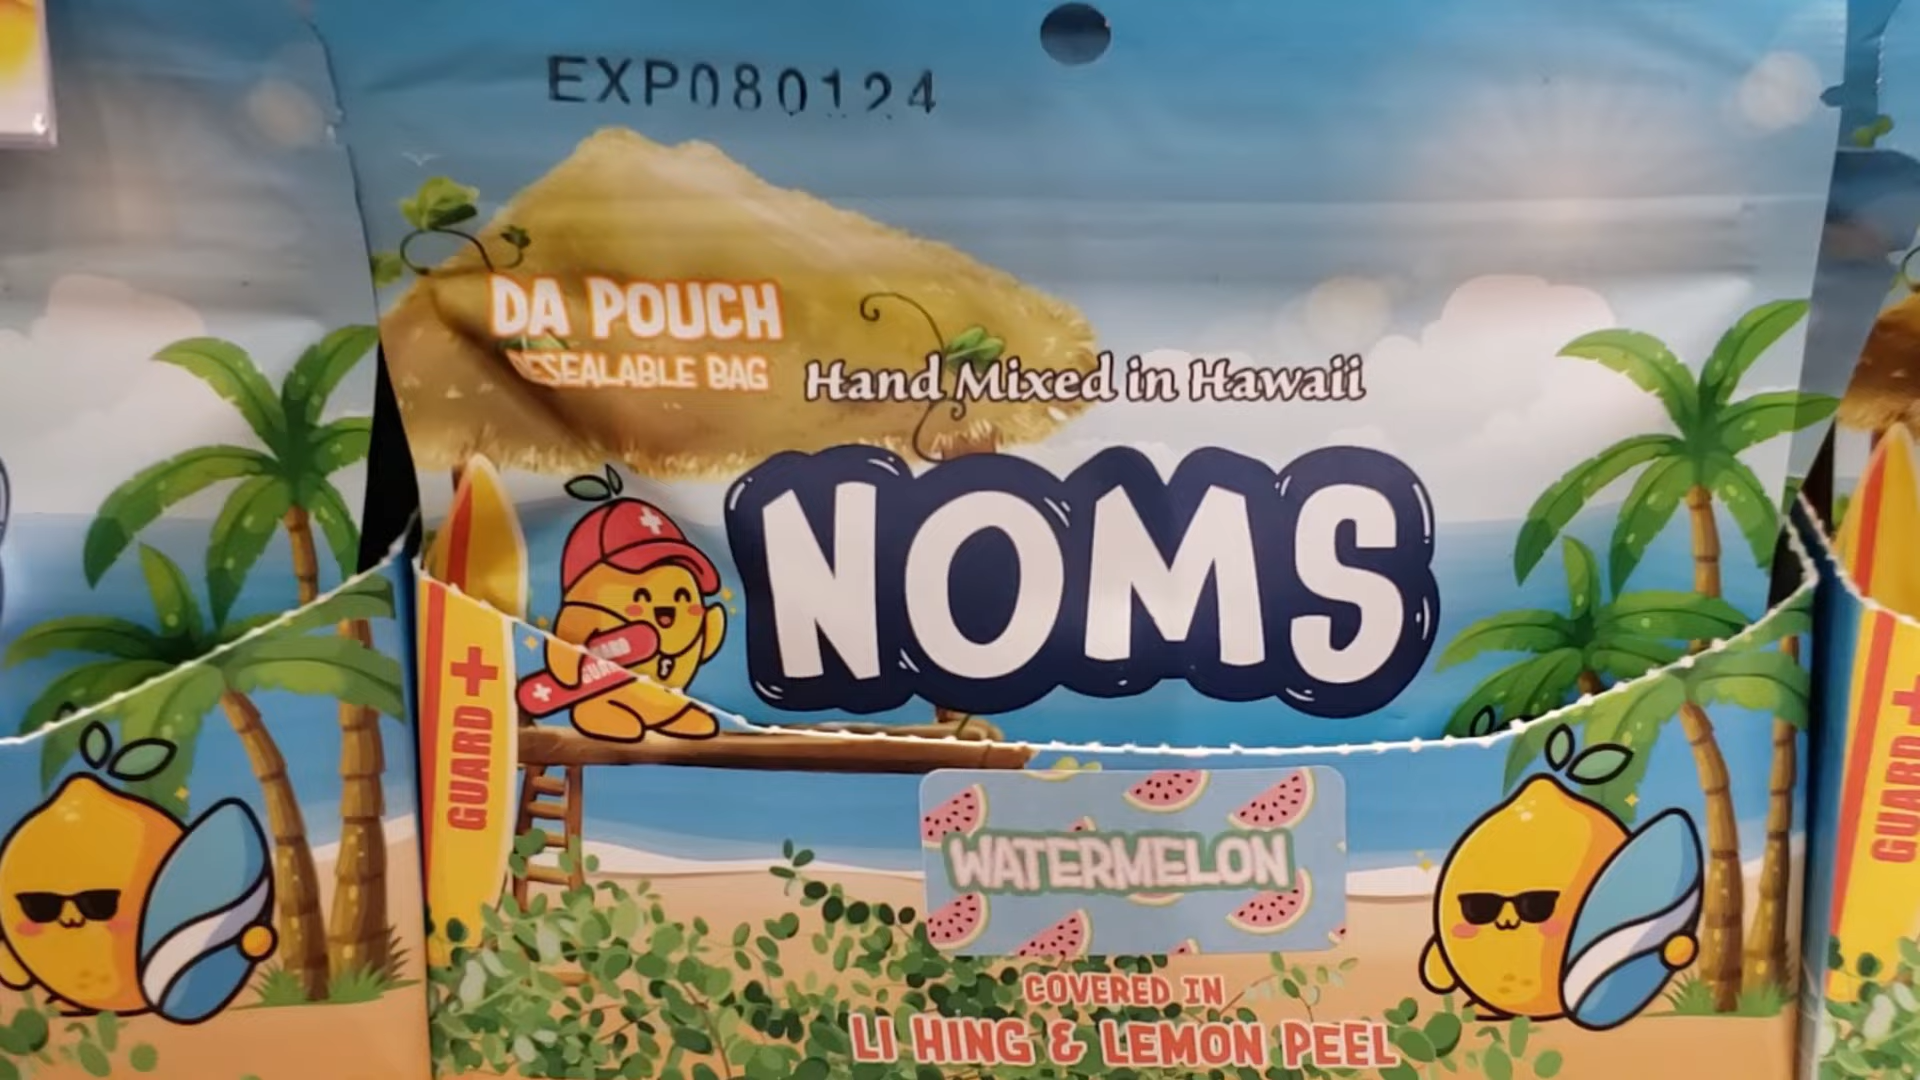 EXP080124
DA POUCH
RESEALABLE BAG
Hand Mixed in Hawaii
NOMS
GUARD
GUARD
WATERMELON
COVERED IN
LI HING & LEMON PEEL
GUARD